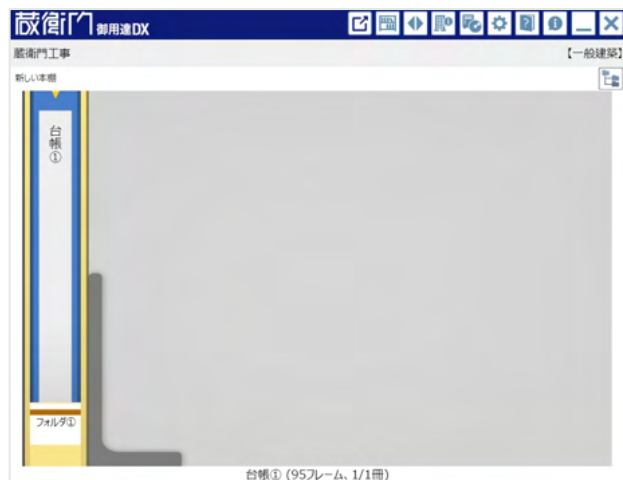 蔵衛門御用達DX
蔵衛門工事
【一般建築】
新しい本棚
台帳①
フォルダ①
台帳① (95フレーム、1/1冊)